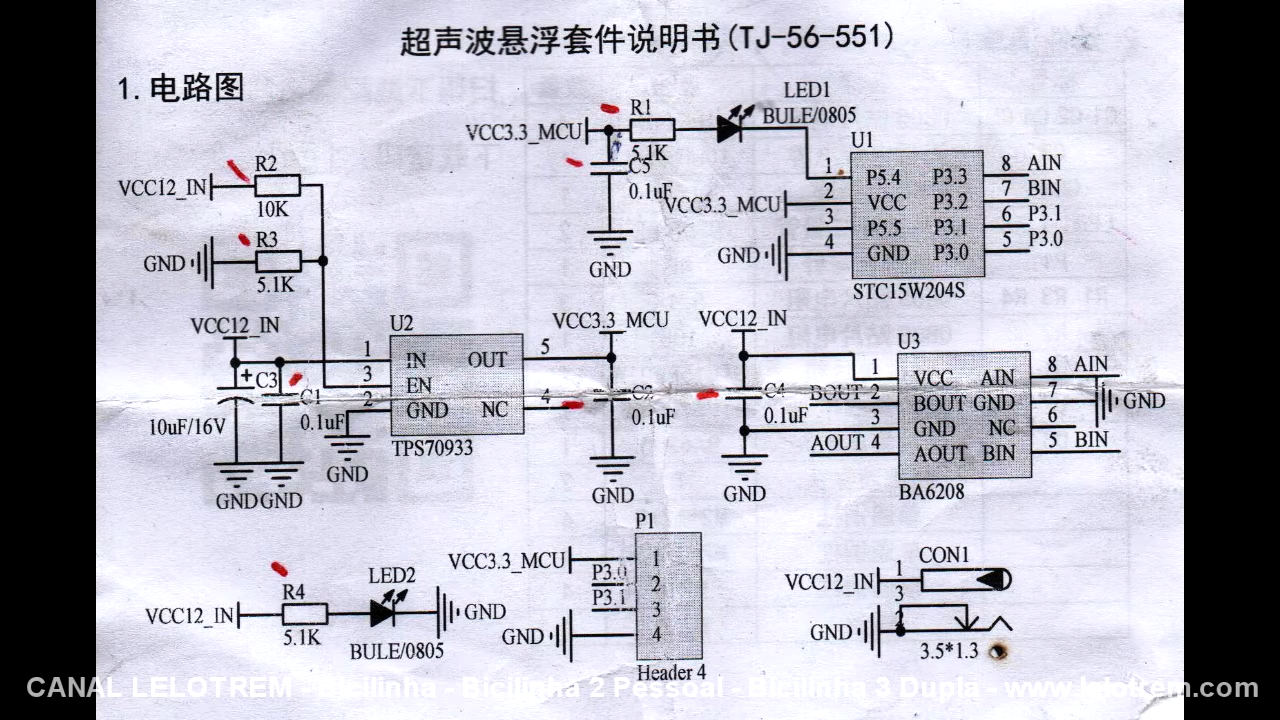 超声波悬浮套件说明书(TJ-56-551)
1.电路图
VCC12_IN
R2
10K
GND
R3
5.1K
VCC3.3_MCU
R1
5.1K
LED1
BULE/0805
C5
0.1uF
GND
U1
VCC3.3_MCU
GND
1
2
3
4
P5.4
VCC
P5.5
GND
P3.3
P3.2
P3.1
P3.0
8
7
6
5
AIN
BIN
P3.1
P3.0
STC15W204S
VCC12_IN
+
C3
10uF/16V
GND
C1
0.1uF
GND
U2
1
3
2
IN
EN
GND
OUT
NC
5
4
TPS70933
GND
VCC3.3_MCU
C2
0.1uF
GND
VCC12_IN
C4
0.1uF
GND
U3
1
BOUT 2
3
AOUT 4
VCC
BOUT
GND
AOUT
AIN
GND
NC
BIN
8
7
6
5
AIN
GND
BIN
BA6208
VCC12_IN
R4
5.1K
LED2
BULE/0805
GND
P1
VCC3.3_MCU
P3.0
P3.1
GND
1
2
3
4
Header 4
CON1
VCC12_IN
1
3
2
GND
3.5*1.3
CANAL LELOTREM - Bicilinha - Bicilinha 2 Pessoal - Bicilinha 3 Dupla - www.lelotrem.com